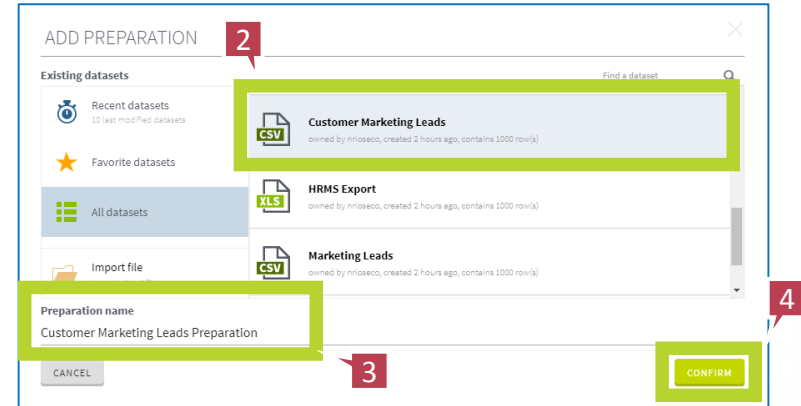 ADD PREPARATION
2
Existing datasets
Find a dataset
Recent datasets
10 last modified datasets
Favorite datasets
All datasets
Import file
CSV
Customer Marketing Leads
owned by nrioseco, created 2 hours ago, contains 1000 row(s)
XLS
HRMS Export
owned by nrioseco, created 2 hours ago, contains 1000 row(s)
CSV
Marketing Leads
owned by nrioseco, created 2 hours ago, contains 1000 row(s)
Preparation name
Customer Marketing Leads Preparation
3
4
CANCEL
CONFIRM